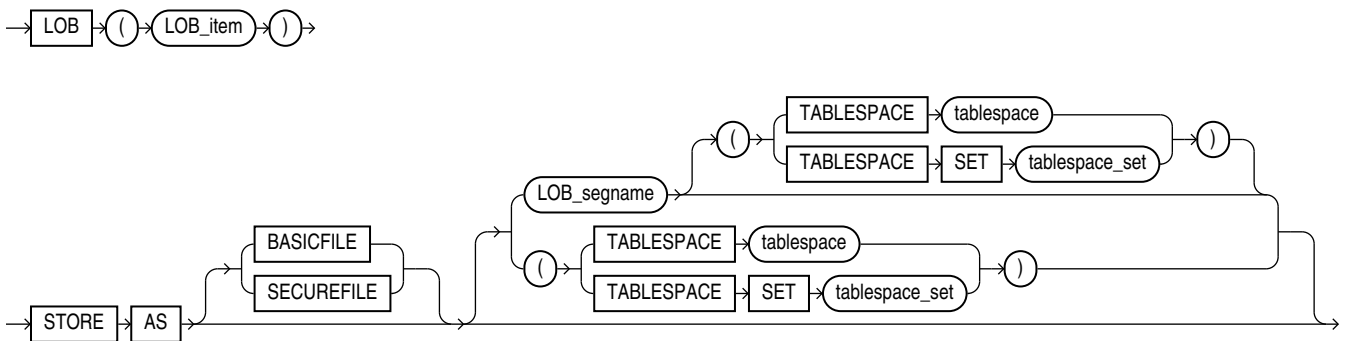 LOB ( LOB_item )
( TABLESPACE tablespace )
TABLESPACE SET tablespace_set
LOB_segname
BASICFILE
( TABLESPACE tablespace )
SECUREFILE
TABLESPACE SET tablespace_set
STORE AS